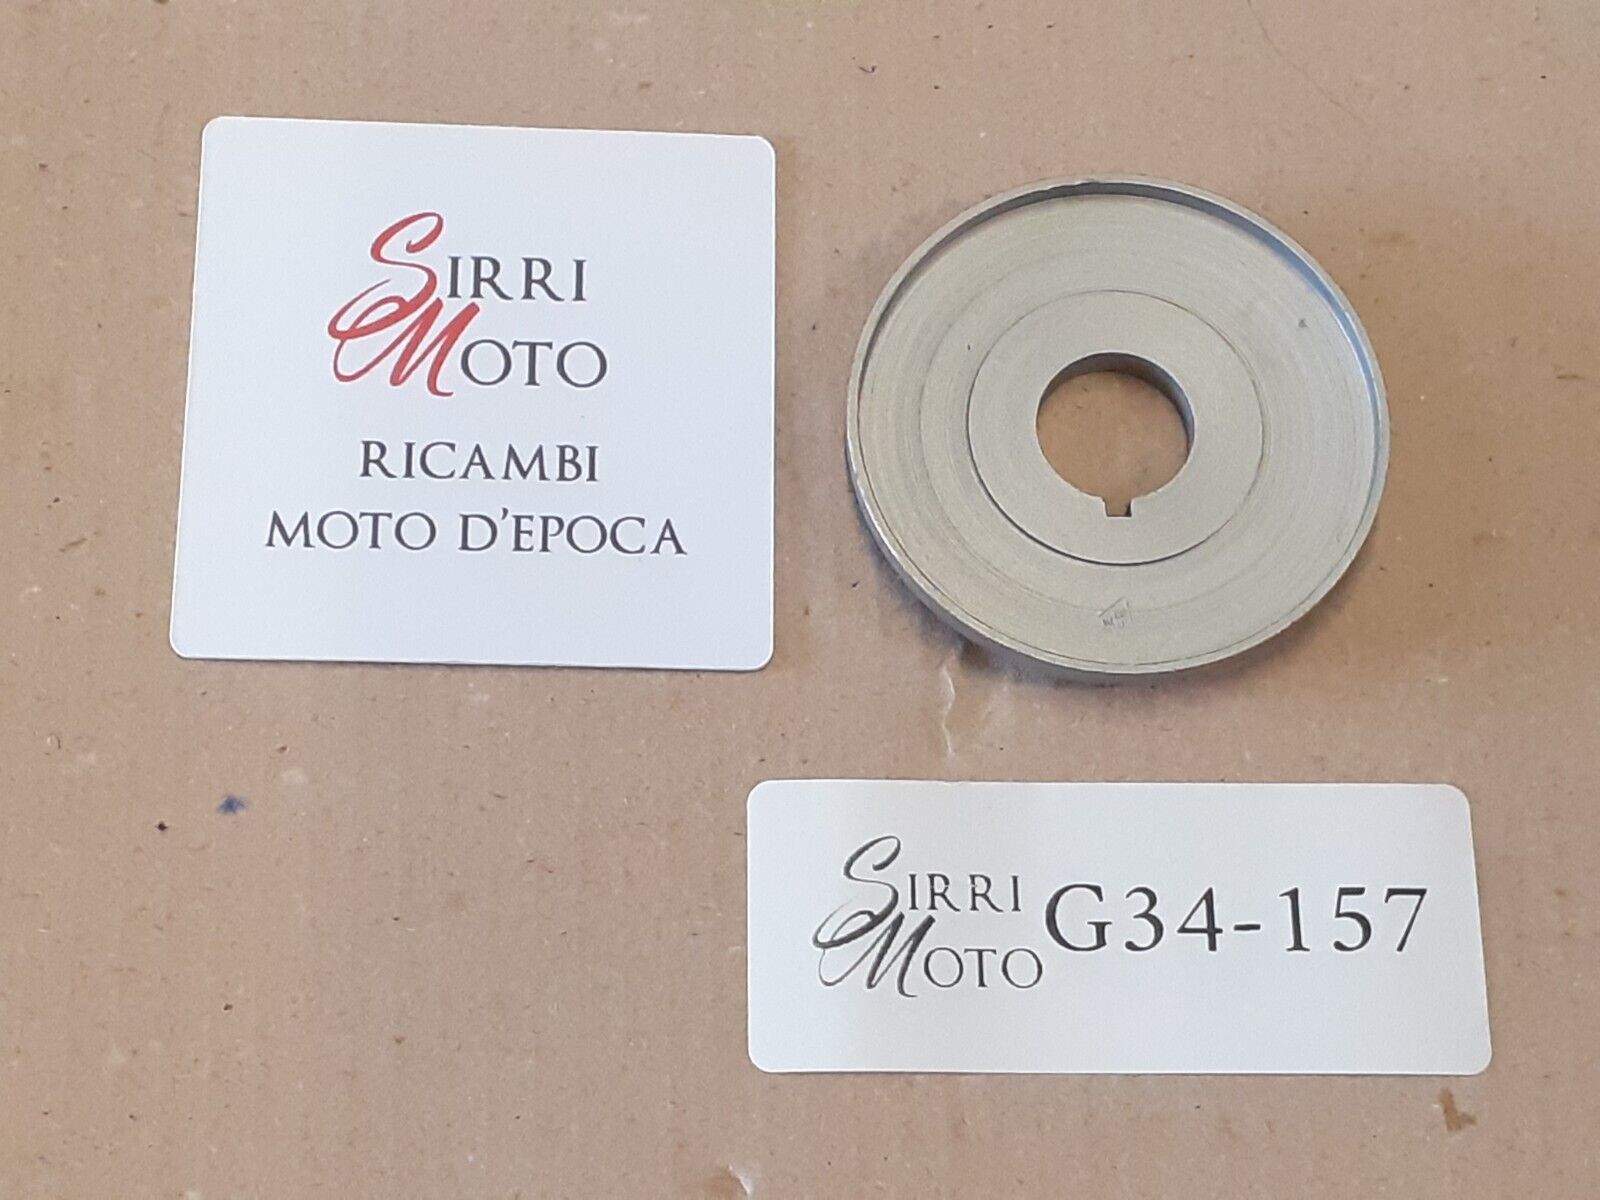 SIRRI
MOTO
RICAMBI
MOTO D'EPOCA
SIRRI
MOTO
G34-157